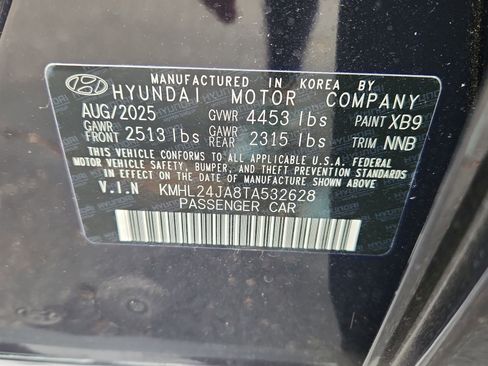 MANUFACTURED IN KOREA BY
HYUNDAI MOTOR COMPANY
AUG/2025 GVWR 4453 lbs PAINT XB9
GAWR FRONT 2513 lbs GAWR REAR 2315 lbs TRIM NNB
THIS VEHICLE CONFORMS TO ALL APPLICABLE U.S.A. FEDERAL
MOTOR VEHICLE SAFETY, BUMPER, AND THEFT PREVENTION
STANDARDS IN EFFECT ON THE DATE OF MANUFACTURE SHOWN ABOVE.
V.I.N KMHL24JA8TA532628
PASSENGER CAR